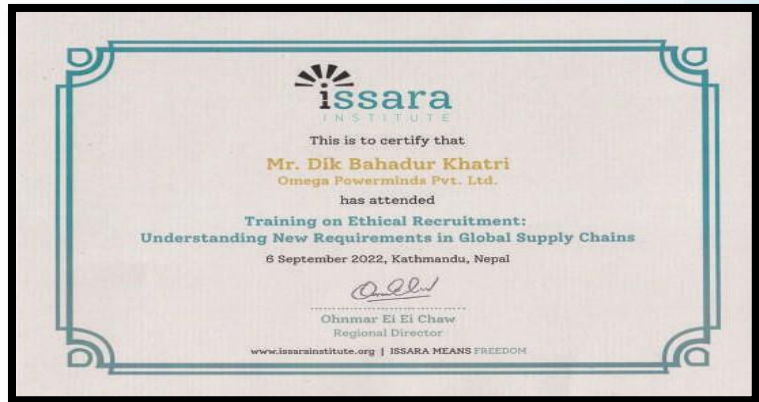 issara
INSTITUTE
This is to certify that
Mr. Dik Bahadur Khatri
Omega Powerminds Pvt. Ltd.
has attended
Training on Ethical Recruitment:
Understanding New Requirements in Global Supply Chains
6 September 2022, Kathmandu, Nepal
Ohnmar Ei Ei Chaw
Regional Director
www.issarainstitute.org | ISSARA MEANS FREEDOM